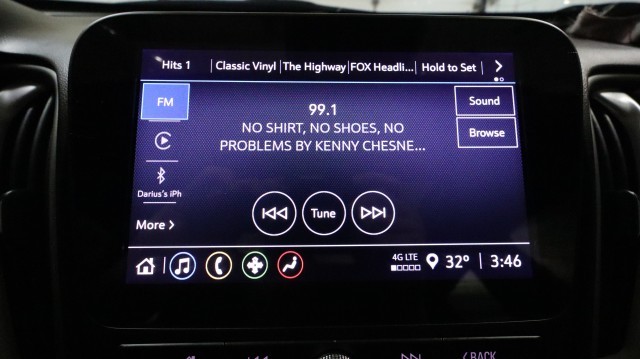 Hits 1 Classic Vinyl The Highway FOX Headli... Hold to Set
FM
99.1
Sound
NO SHIRT, NO SHOES, NO
PROBLEMS BY KENNY CHESNE...
Browse
Darius's iPh
More
Tune
4G LTE
32° 3:46
BACK